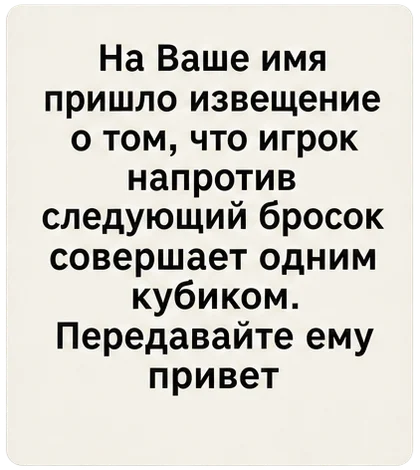 На Ваше имя
пришло извещение
о том, что игрок
напротив
следующий бросок
совершает одним
кубиком.
Передавайте ему
привет